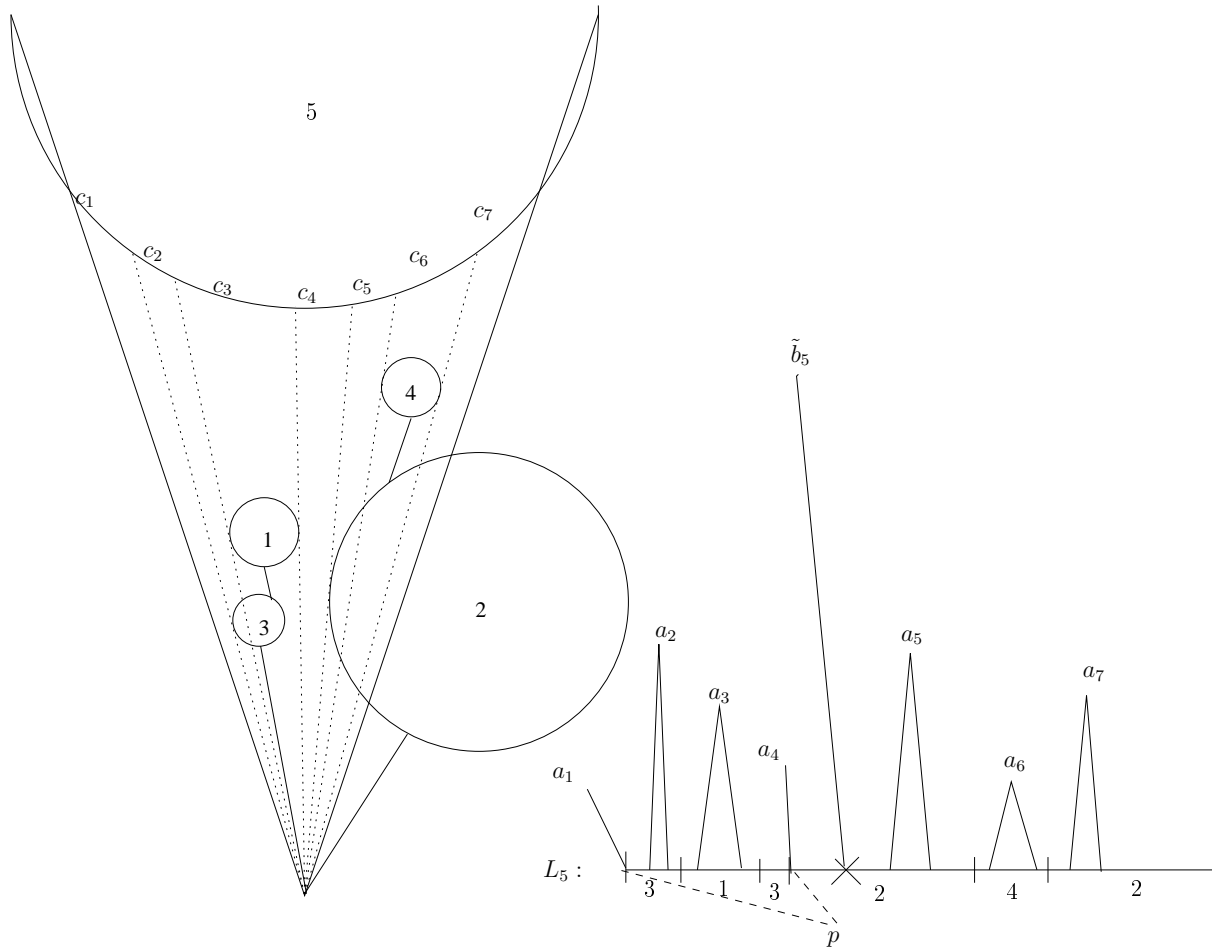 5
c₁ c₂ c₃ c₄ c₅ c₆ c₇
4
1
2
3
b̃₅
a₁ a₂ a₃ a₄ a₅ a₆ a₇
L₅ :
3 1 3 2 4 2
p